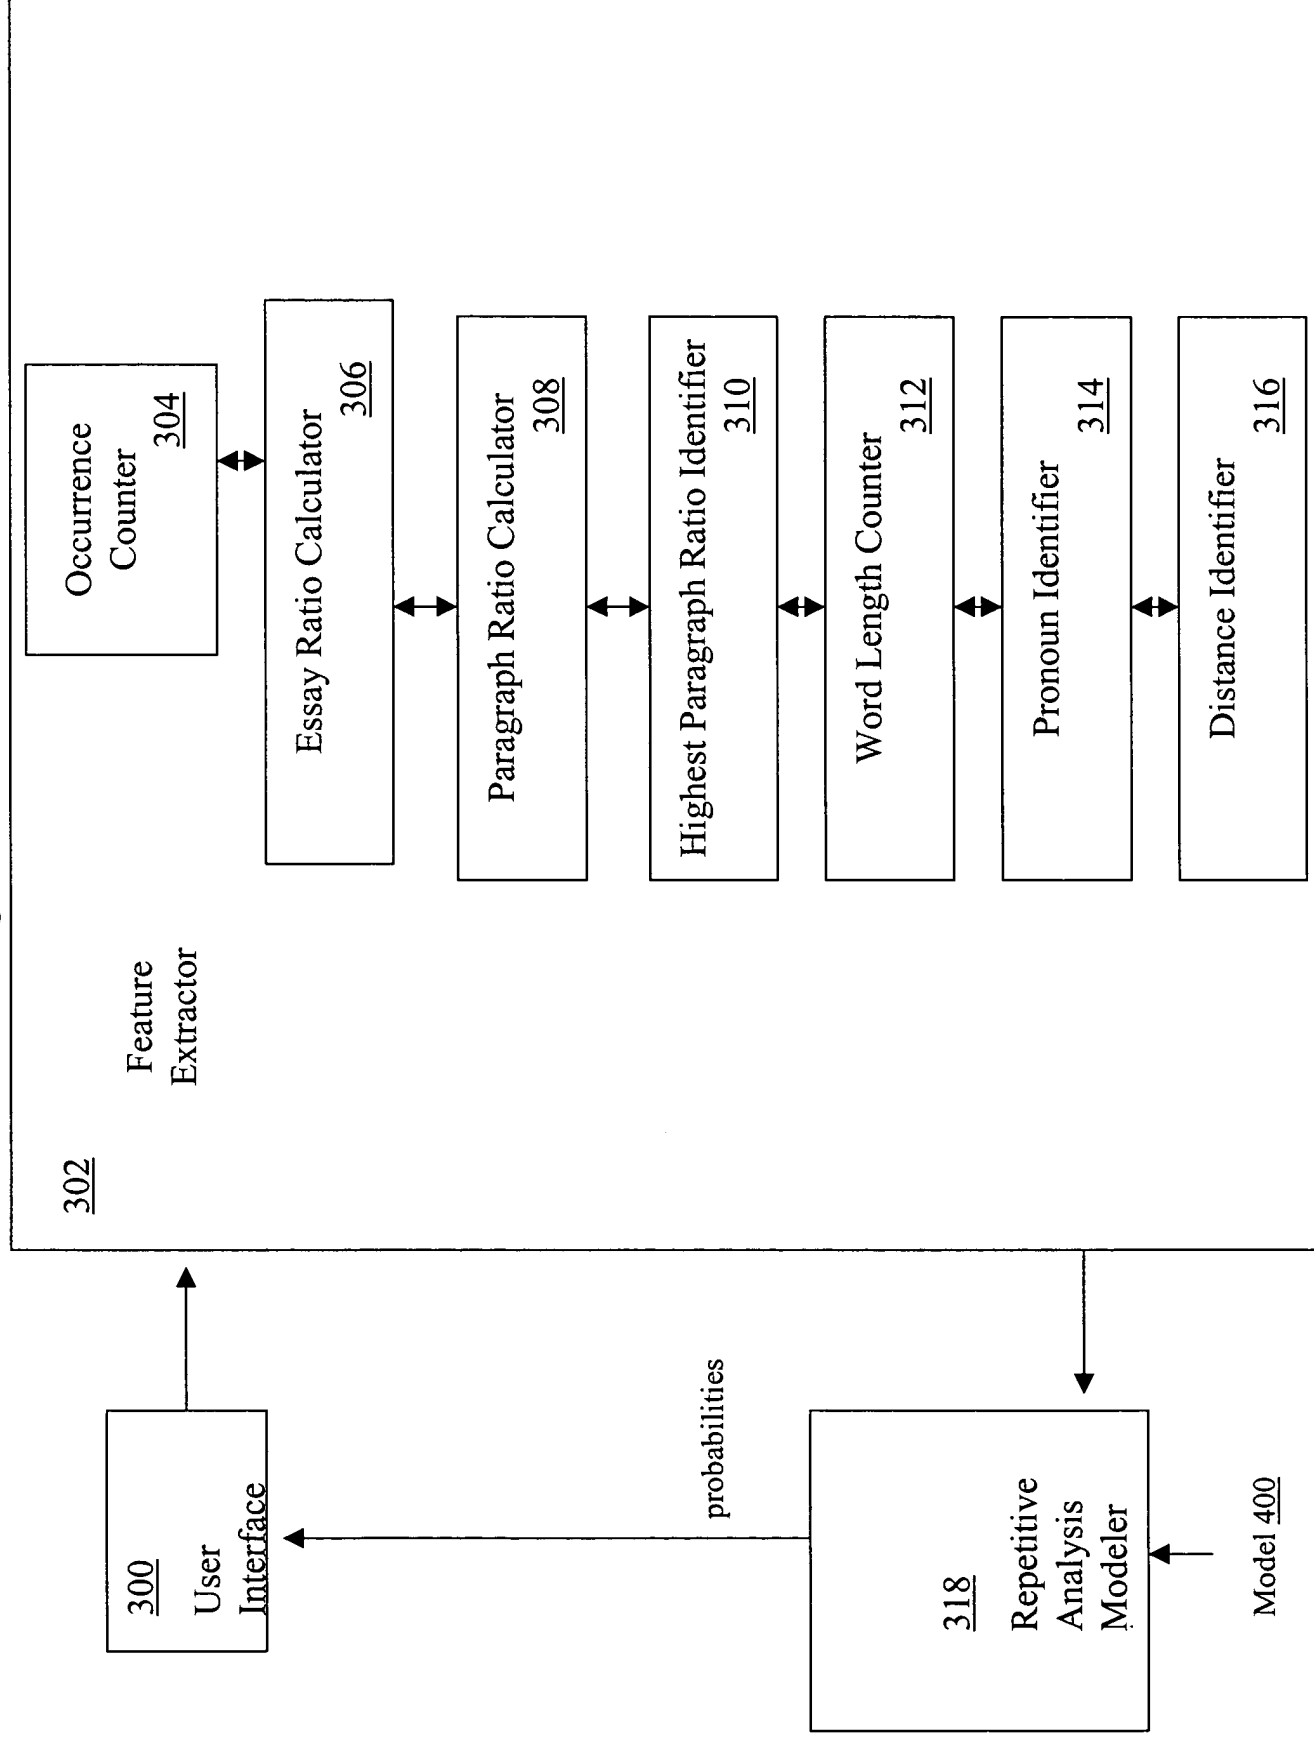 300
User
Interface
302
Feature
Extractor
Occurrence
Counter
304
Essay Ratio Calculator
306
Paragraph Ratio Calculator
308
Highest Paragraph Ratio Identifier
310
Word Length Counter
312
Pronoun Identifier
314
Distance Identifier
316
probabilities
318
Repetitive
Analysis
Modeler
Model 400